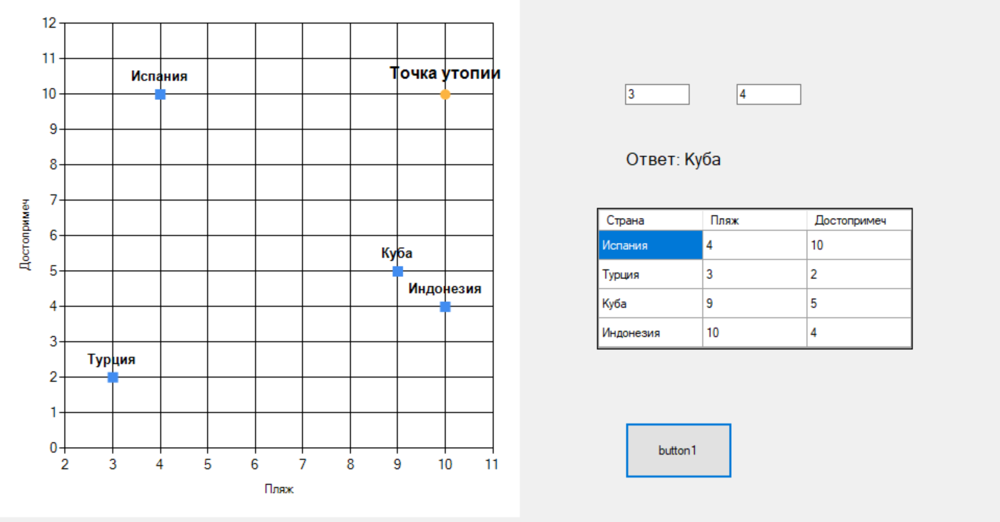 12
11
10
9
8
7
6
5
4
3
2
1
0
2 3 4 5 6 7 8 9 10 11
Достопримеч
Пляж
Испания
Точка утопии
Куба
Индонезия
Турция
3 4
Ответ: Куба
Страна Пляж Достопримеч
Испания 4 10
Турция 3 2
Куба 9 5
Индонезия 10 4
button1